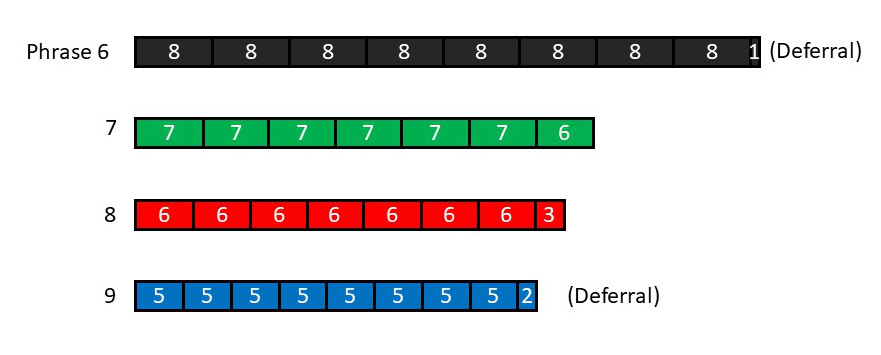 Phrase 6 8 8 8 8 8 8 8 8 1 (Deferral)
7 7 7 7 7 7 7 6
8 6 6 6 6 6 6 6 3
9 5 5 5 5 5 5 5 5 2 (Deferral)